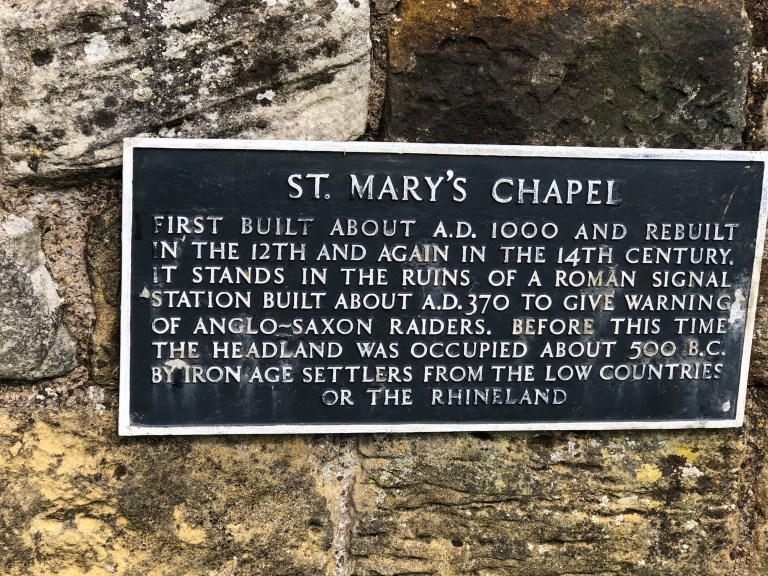 ST. MARY'S CHAPEL
FIRST BUILT ABOUT A.D. 1000 AND REBUILT
IN THE 12TH AND AGAIN IN THE 14TH CENTURY.
IT STANDS IN THE RUINS OF A ROMAN SIGNAL
STATION BUILT ABOUT A.D.370 TO GIVE WARNING
OF ANGLO~SAXON RAIDERS. BEFORE THIS TIME
THE HEADLAND WAS OCCUPIED ABOUT 500 B.C.
BY IRON AGE SETTLERS FROM THE LOW COUNTRIES
OR THE RHINELAND